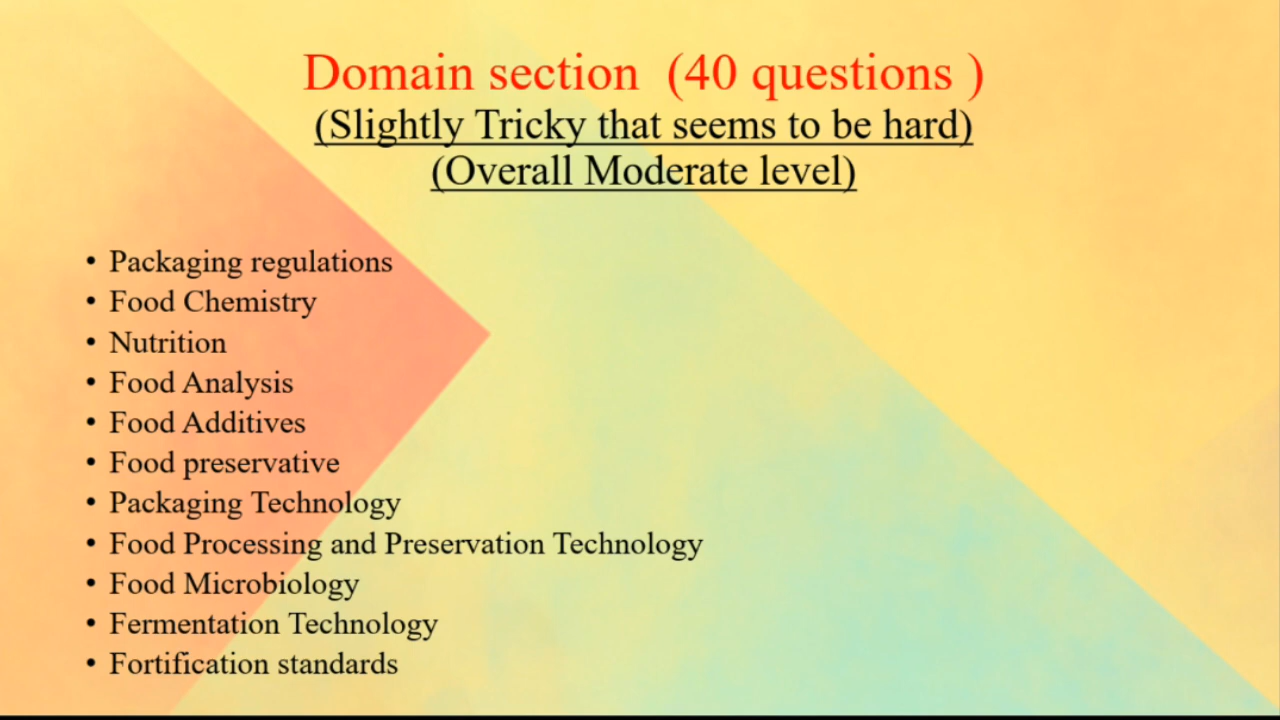 Domain section  (40 questions )
(Slightly Tricky that seems to be hard)
(Overall Moderate level)
• Packaging regulations
• Food Chemistry
• Nutrition
• Food Analysis
• Food Additives
• Food preservative
• Packaging Technology
• Food Processing and Preservation Technology
• Food Microbiology
• Fermentation Technology
• Fortification standards